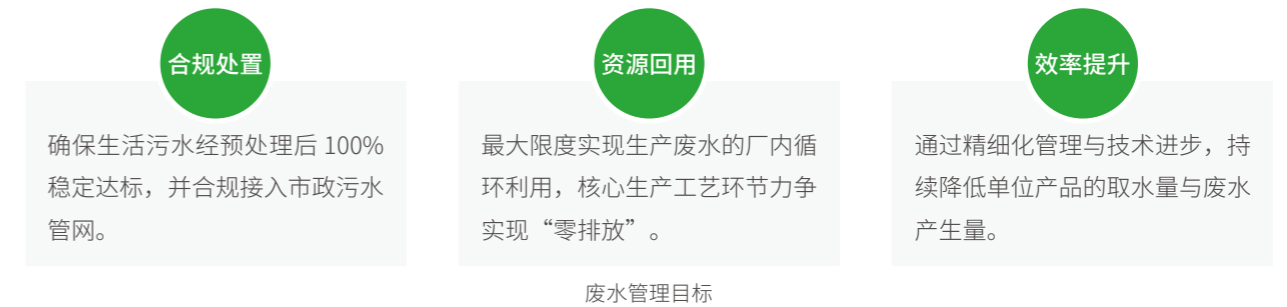 合规处置
确保生活污水经预处理后 100%
稳定达标，并合规接入市政污水
管网。
资源回用
最大限度实现生产废水的厂内循
环利用，核心生产工艺环节力争
实现“零排放”。
效率提升
通过精细化管理与技术进步，持
续降低单位产品的取水量与废水
产生量。
废水管理目标